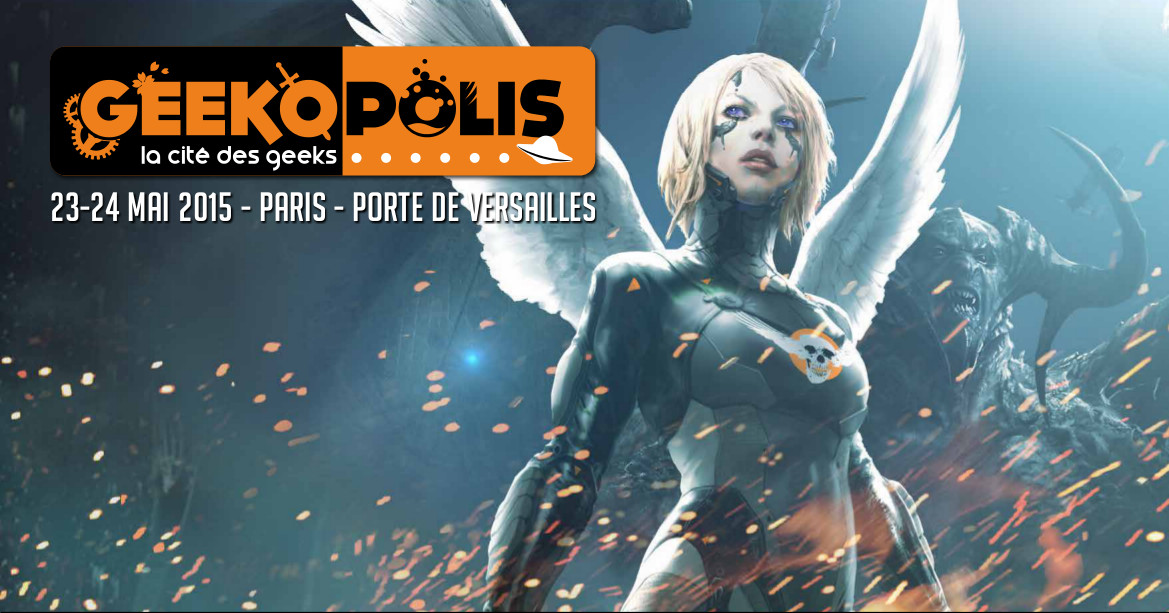 GEEKOPOLIS
la cité des geeks
23-24 MAI 2015 - PARIS - PORTE DE VERSAILLES